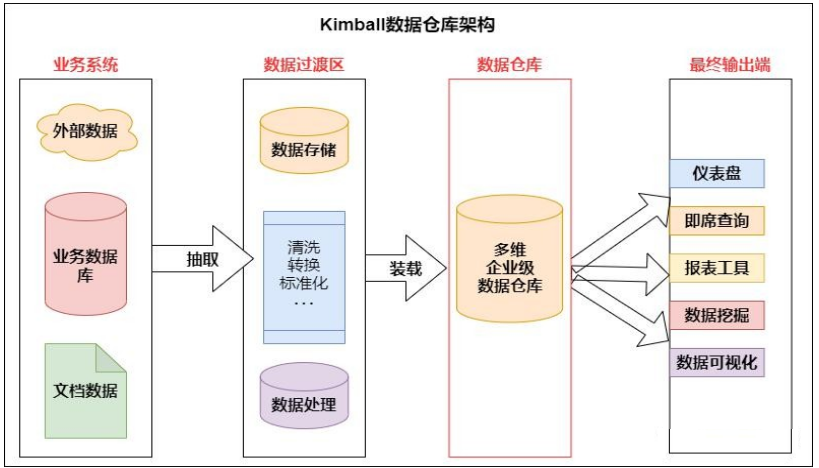 Kimball数据仓库架构
业务系统
外部数据
业务数据
库
文档数据
抽取
数据过渡区
数据存储
清洗
转换
标准化
...
数据处理
装载
数据仓库
多维
企业级
数据仓库
最终输出端
仪表盘
即席查询
报表工具
数据挖掘
数据可视化